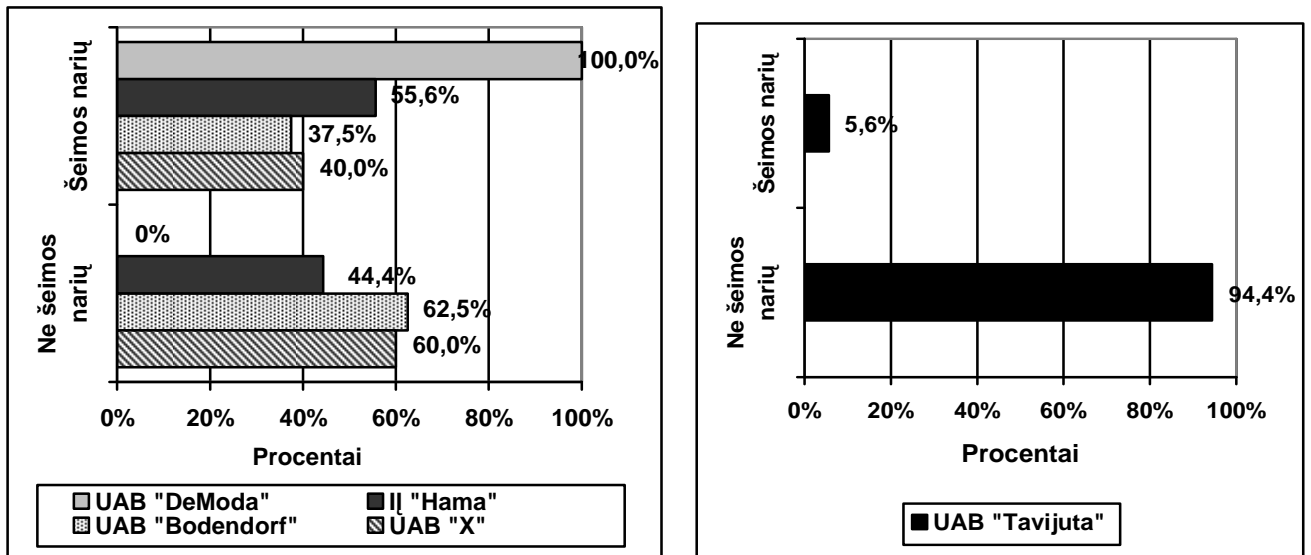 Šeimos narių
100,0%
55,6%
37,5%
40,0%
Ne šeimos
narių
0%
44,4%
62,5%
60,0%
0% 20% 40% 60% 80% 100%
Procentai
UAB "DeModa" IĮ "Hama"
UAB "Bodendorf" UAB "X"
Šeimos narių
5,6%
Ne šeimos
narių
94,4%
0% 20% 40% 60% 80% 100%
Procentai
UAB "Tavijuta"